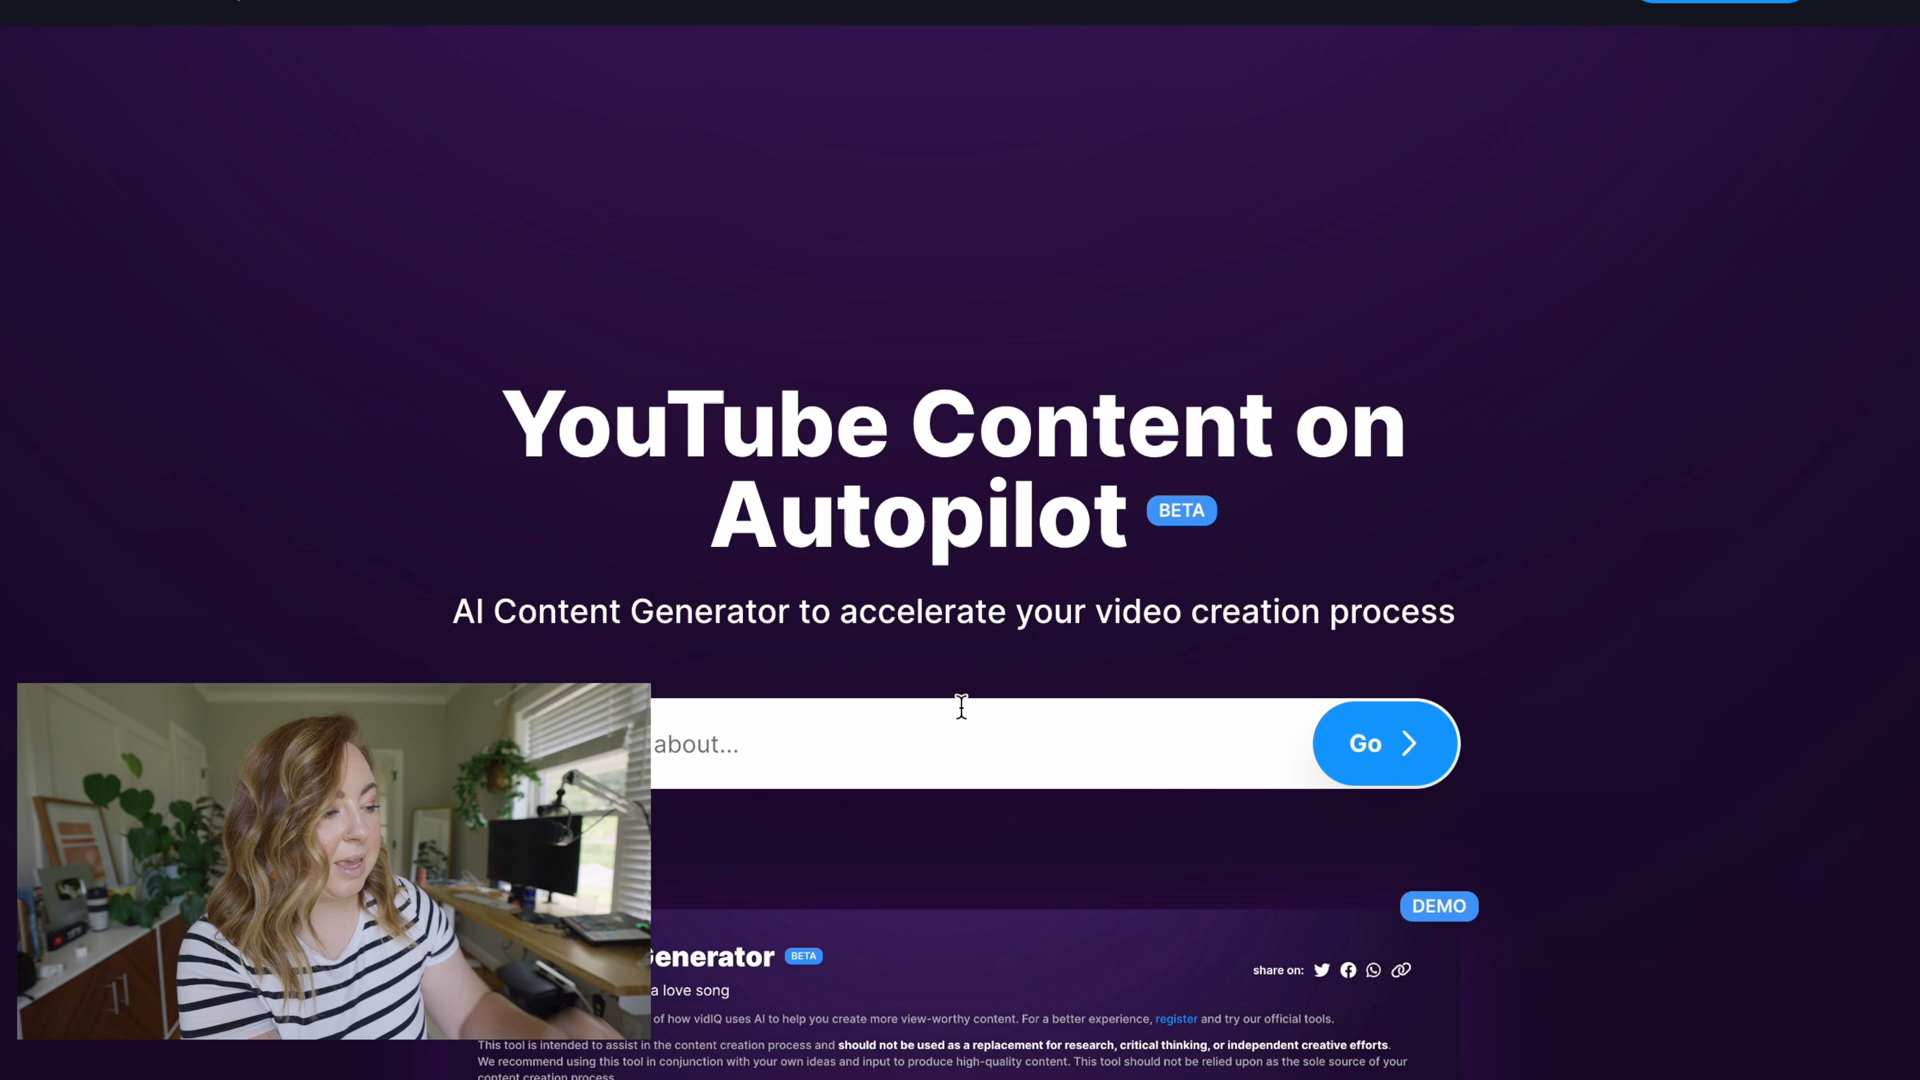 YouTube Content on
Autopilot BETA
AI Content Generator to accelerate your video creation process
about...
Go
DEMO
Generator BETA
share on:
a love song
of how vidIQ uses AI to help you create more view-worthy content. For a better experience, register and try our official tools.
This tool is intended to assist in the content creation process and should not be used as a replacement for research, critical thinking, or independent creative efforts.
We recommend using this tool in conjunction with your own ideas and input to produce high-quality content. This tool should not be relied upon as the sole source of your
content creation process.